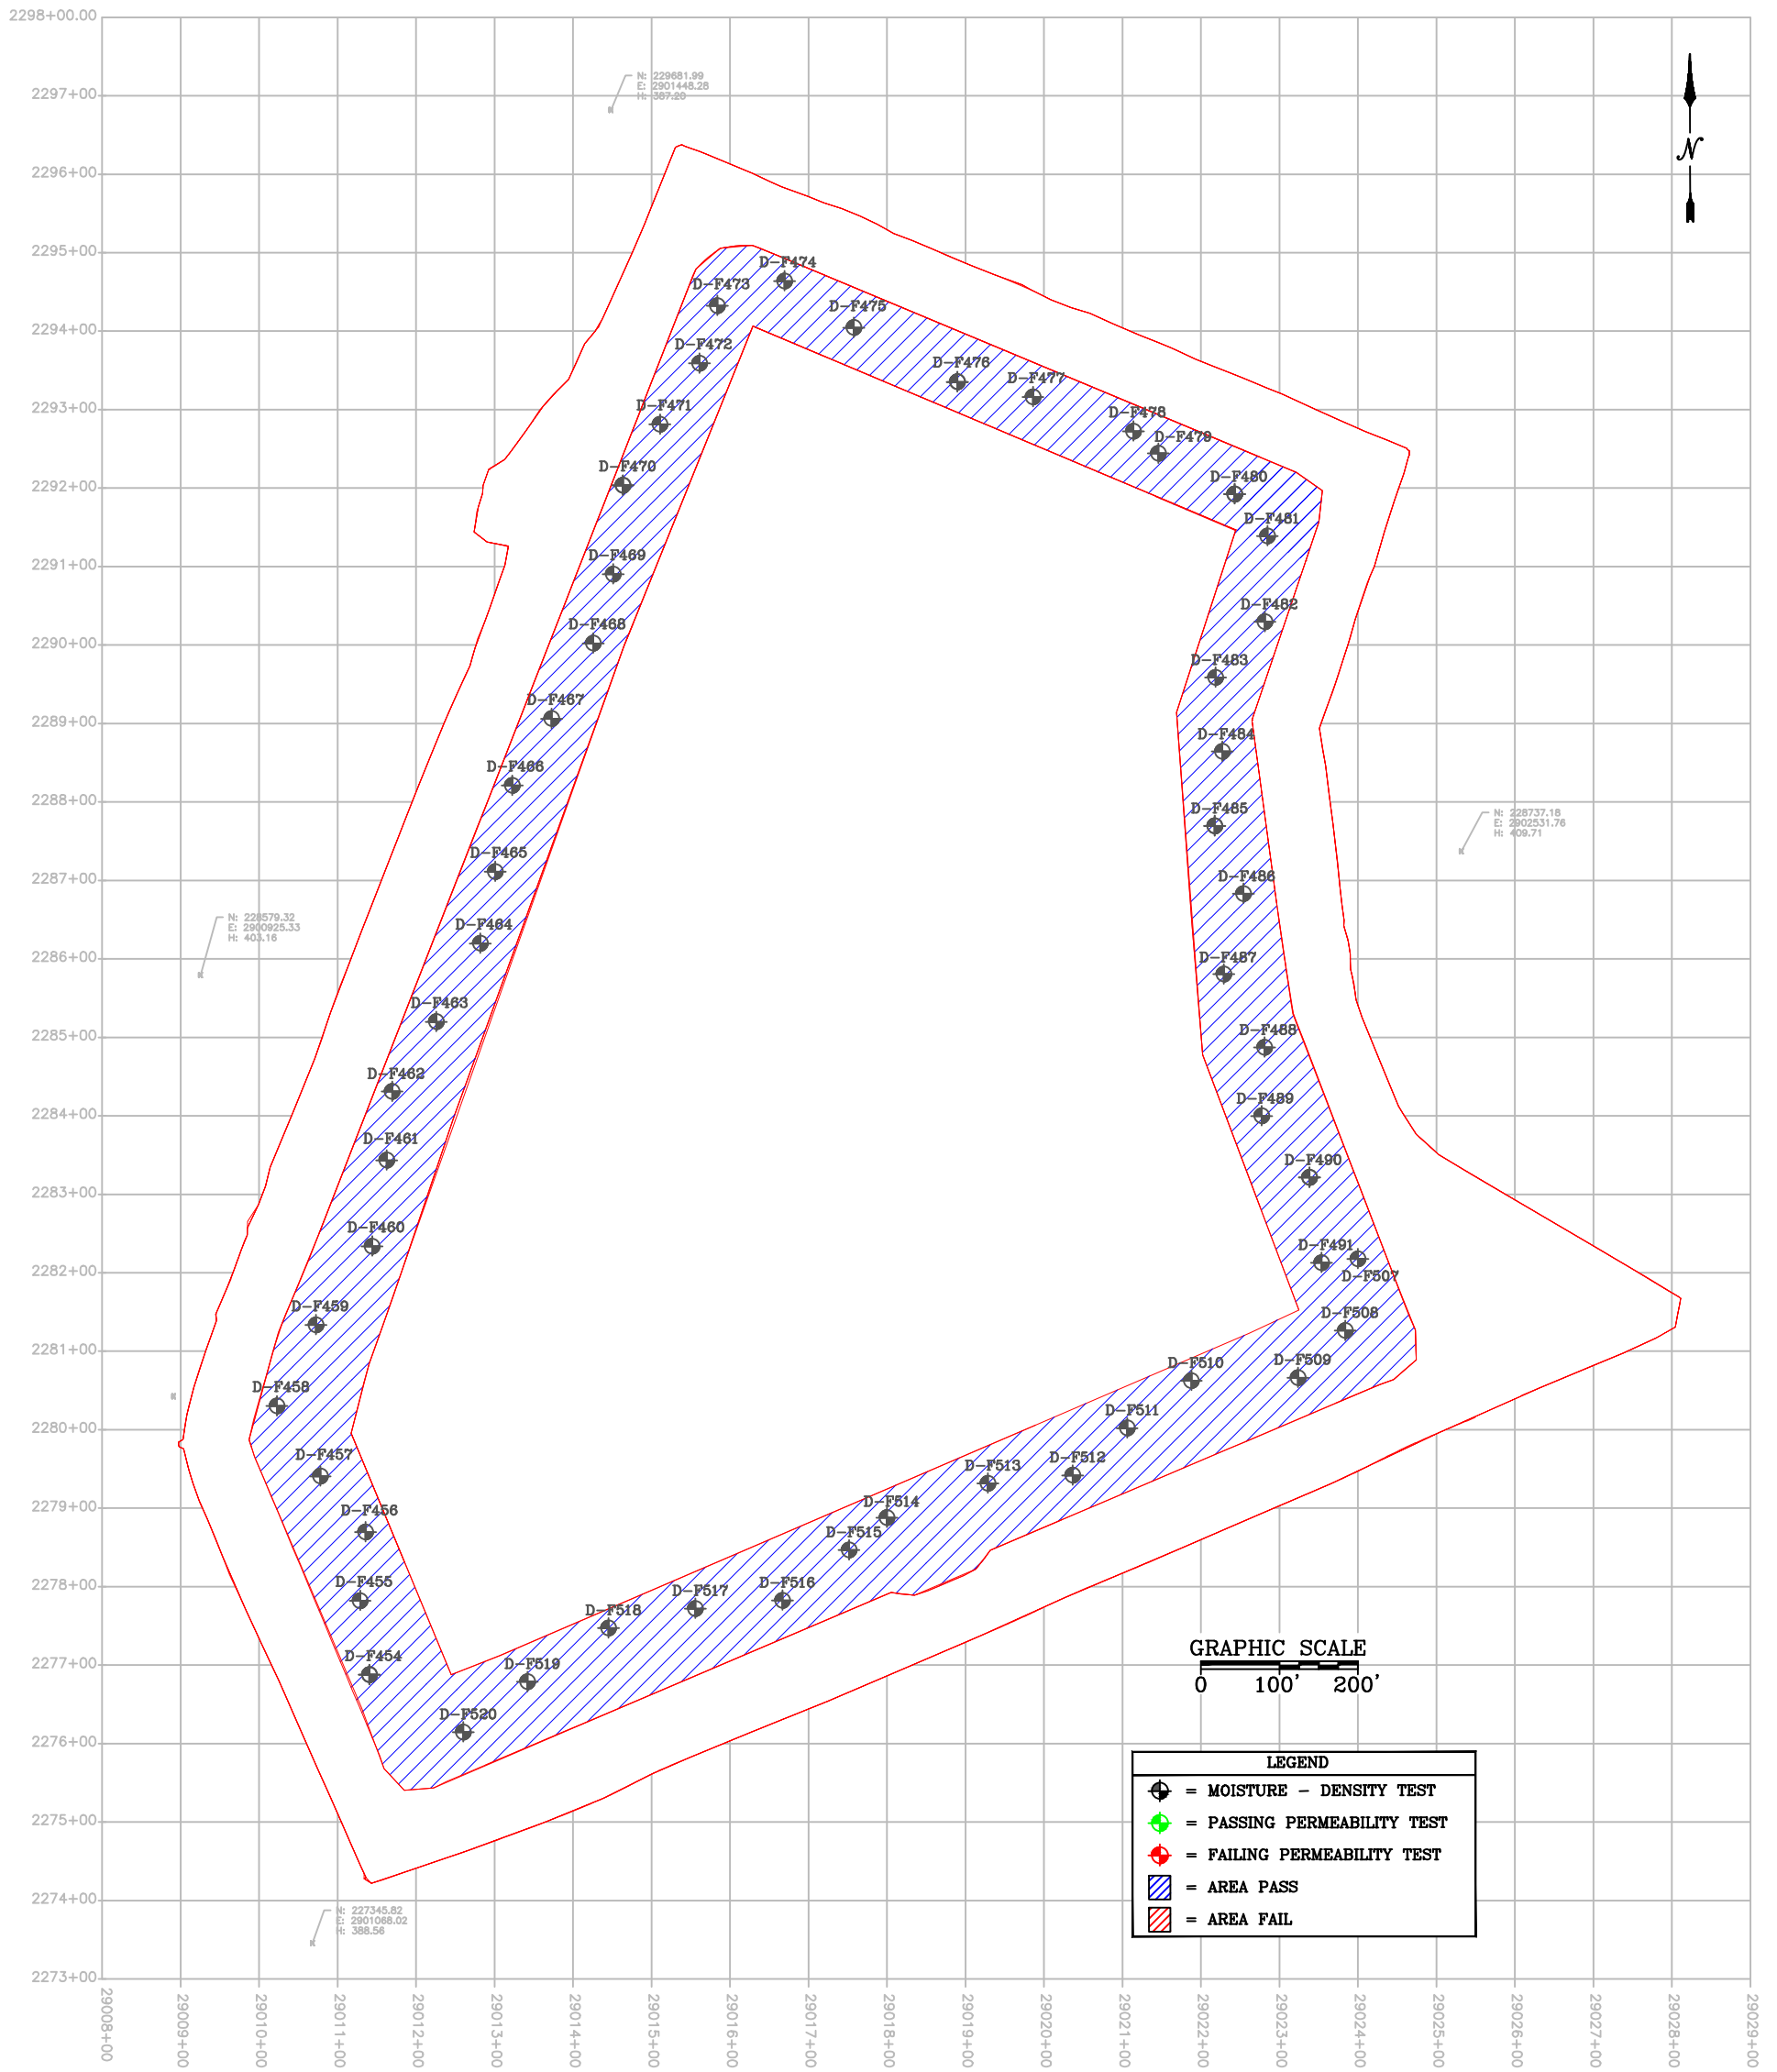 2298+00.00
2297+00
2296+00
2295+00
2294+00
2293+00
2292+00
2291+00
2290+00
2289+00
2288+00
2287+00
2286+00
2285+00
2284+00
2283+00
2282+00
2281+00
2280+00
2279+00
2278+00
2277+00
2276+00
2275+00
2274+00
2273+00
N: 229681.99
E: 2901448.28
H: 387.20
N
D-F474
D-F473
D-F475
D-F472
D-F476
D-F477
D-F471
D-F478
D-F479
D-F470
D-F480
D-F481
D-F469
D-F482
D-F468
D-F483
D-F467
D-F484
D-F466
D-F485
N: 228737.18
E: 2902531.76
H: 409.71
D-F465
D-F486
N: 228579.32
E: 2900925.33
H: 403.16
D-F464
D-F487
D-F463
D-F488
D-F462
D-F489
D-F461
D-F490
D-F460
D-F491
D-F507
D-F459
D-F508
D-F510
D-F509
D-F458
D-F511
D-F457
D-F512
D-F513
D-F456
D-F514
D-F515
D-F455
D-F516
D-F517
D-F518
D-F454
D-F519
D-F520
GRAPHIC SCALE
0 100' 200'
LEGEND
= MOISTURE - DENSITY TEST
= PASSING PERMEABILITY TEST
= FAILING PERMEABILITY TEST
= AREA PASS
= AREA FAIL
N: 227345.82
E: 2901068.02
H: 388.56
29008+00
29009+00
29010+00
29011+00
29012+00
29013+00
29014+00
29015+00
29016+00
29017+00
29018+00
29019+00
29020+00
29021+00
29022+00
29023+00
29024+00
29025+00
29026+00
29027+00
29028+00
29029+00